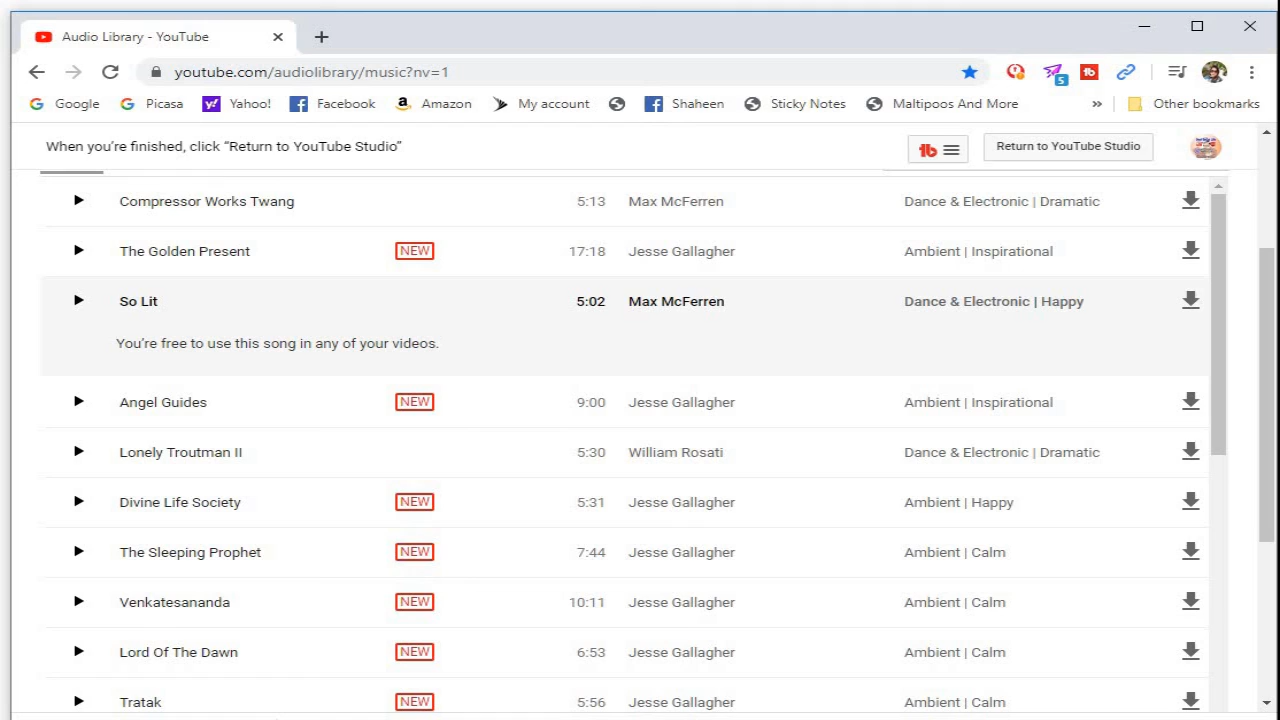 Audio Library - YouTube
youtube.com/audiolibrary/music?nv=1
Google Picasa Yahoo! Facebook Amazon My account Shaheen Sticky Notes Maltipoos And More » Other bookmarks
When you're finished, click “Return to YouTube Studio” Return to YouTube Studio
Compressor Works Twang 5:13 Max McFerren Dance & Electronic | Dramatic
The Golden Present NEW 17:18 Jesse Gallagher Ambient | Inspirational
So Lit 5:02 Max McFerren Dance & Electronic | Happy
You're free to use this song in any of your videos.
Angel Guides NEW 9:00 Jesse Gallagher Ambient | Inspirational
Lonely Troutman II 5:30 William Rosati Dance & Electronic | Dramatic
Divine Life Society NEW 5:31 Jesse Gallagher Ambient | Happy
The Sleeping Prophet NEW 7:44 Jesse Gallagher Ambient | Calm
Venkatesananda NEW 10:11 Jesse Gallagher Ambient | Calm
Lord Of The Dawn NEW 6:53 Jesse Gallagher Ambient | Calm
Tratak NEW 5:56 Jesse Gallagher Ambient | Calm